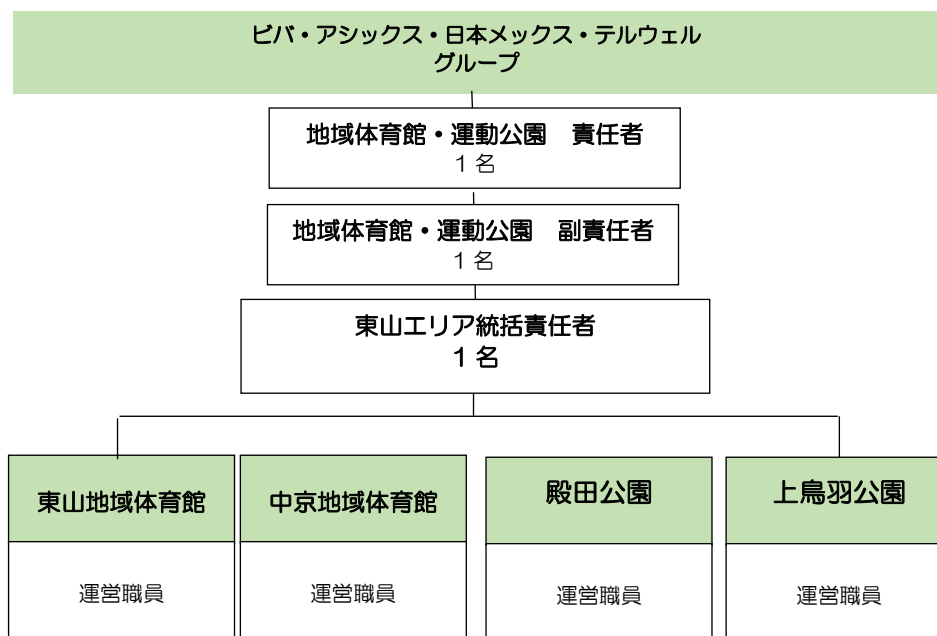 ビバ・アシックス・日本メックス・テルウェル
グループ
地域体育館・運動公園　責任者
1 名
地域体育館・運動公園　副責任者
1 名
東山エリア統括責任者
1 名
東山地域体育館
中京地域体育館
殿田公園
上鳥羽公園
運営職員
運営職員
運営職員
運営職員